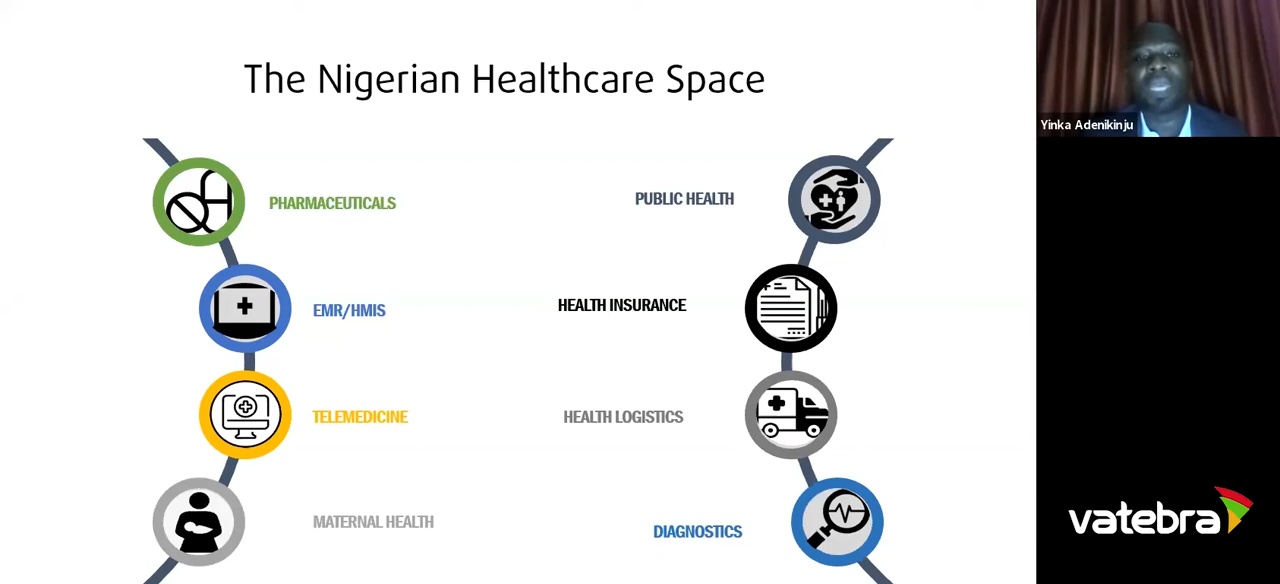 The Nigerian Healthcare Space
Yinka Adenikinju
PHARMACEUTICALS
PUBLIC HEALTH
EMR/HMIS
HEALTH INSURANCE
TELEMEDICINE
HEALTH LOGISTICS
MATERNAL HEALTH
DIAGNOSTICS
vatebra